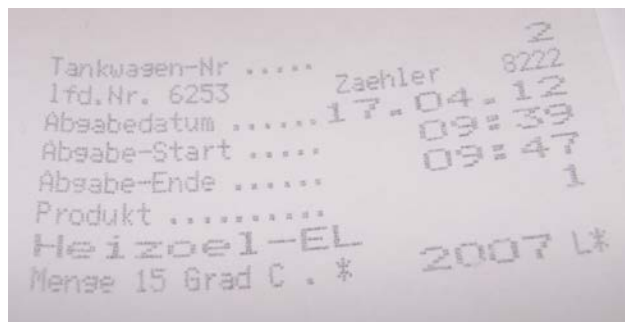 Tankwagen-Nr ..... 2
lfd.Nr. 6253 Zaehler 8222
Abgabedatum ...... 17.04.12
Abgabe-Start ..... 09:39
Abgabe-Ende ...... 09:47
Produkt .......... 1
Heizoel-EL
Menge 15 Grad C . * 2007 L*